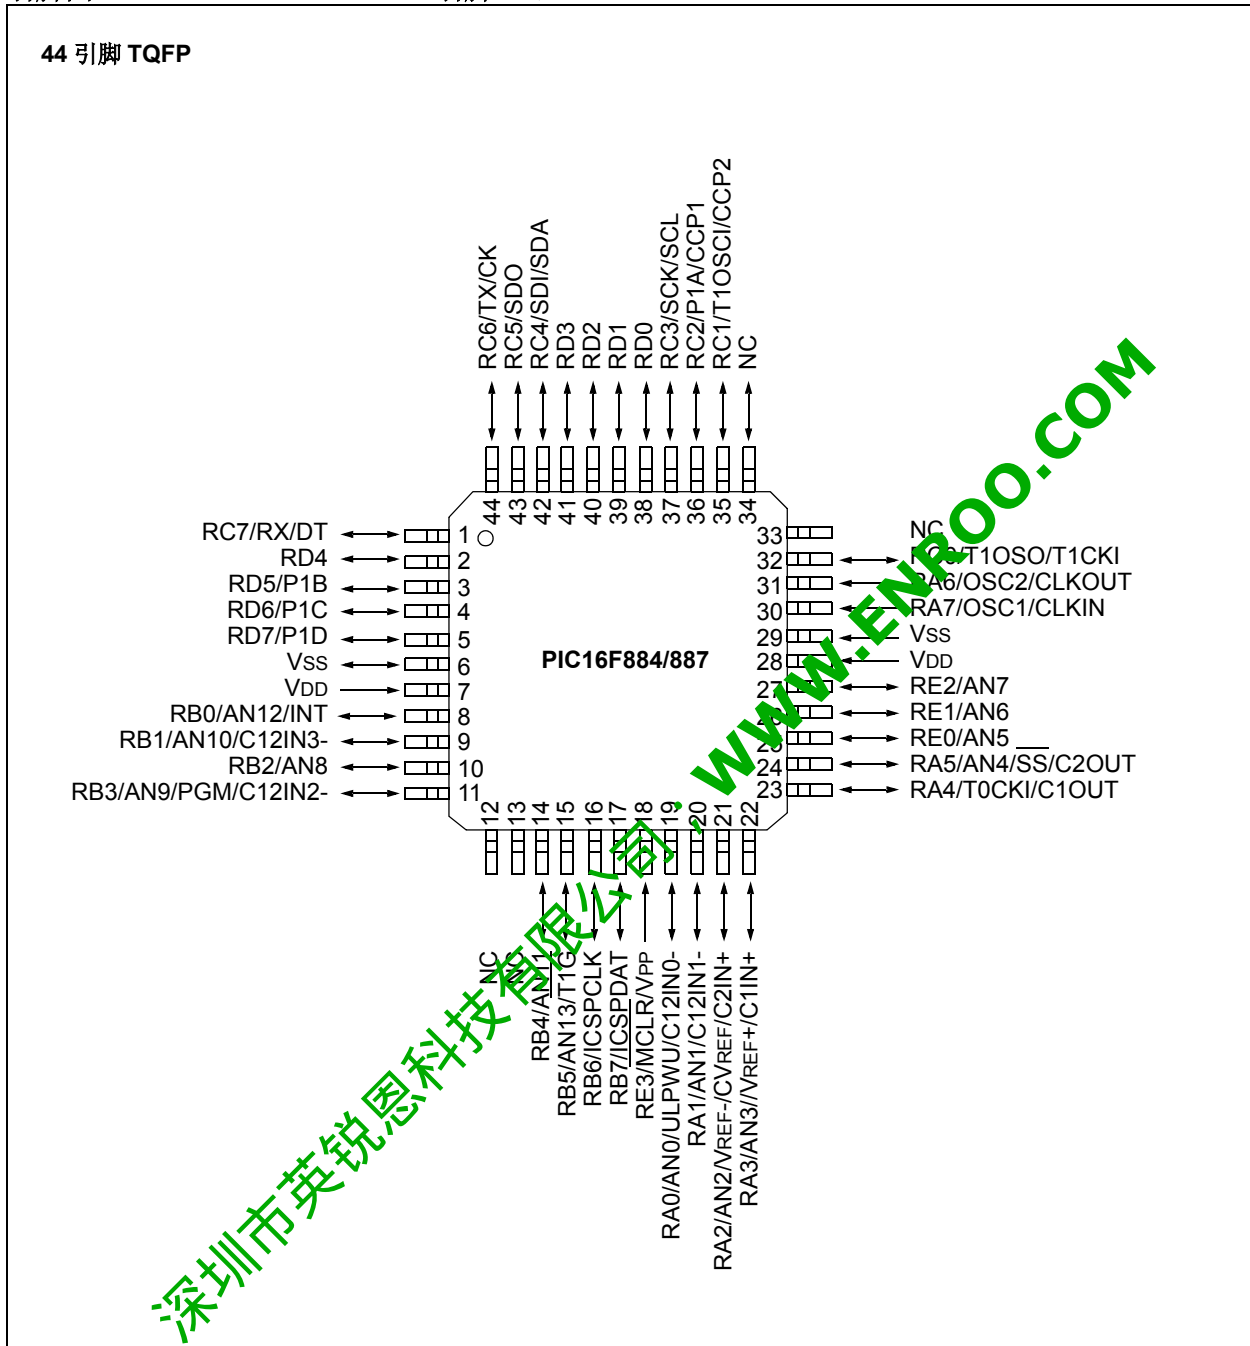 44 引脚 TQFP
RC6/TX/CK
RC5/SDO
RC4/SDI/SDA
RD3
RD2
RD1
RD0
RC3/SCK/SCL
RC2/P1A/CCP1
RC1/T1OSCI/CCP2
NC
44
43
42
41
40
39
38
37
36
35
34
RC7/RX/DT 1
RD4 2
RD5/P1B 3
RD6/P1C 4
RD7/P1D 5
VSS 6
VDD 7
RB0/AN12/INT 8
RB1/AN10/C12IN3- 9
RB2/AN8 10
RB3/AN9/PGM/C12IN2- 11
PIC16F884/887
33 NC
32 RC0/T1OSO/T1CKI
31 RA6/OSC2/CLKOUT
30 RA7/OSC1/CLKIN
29 VSS
28 VDD
27 RE2/AN7
26 RE1/AN6
25 RE0/AN5
24 RA5/AN4/SS/C2OUT
23 RA4/T0CKI/C1OUT
12
13
14
15
16
17
18
19
20
21
22
NC
NC
RB4/AN11
RB5/AN13/T1G
RB6/ICSPCLK
RB7/ICSPDAT
RE3/MCLR/VPP
RA0/AN0/ULPWU/C12IN0-
RA1/AN1/C12IN1-
RA2/AN2/VREF-/CVREF/C2IN+
RA3/AN3//VREF+/C1IN+
深圳市英锐恩科技有限公司：WWW.ENROO.COM